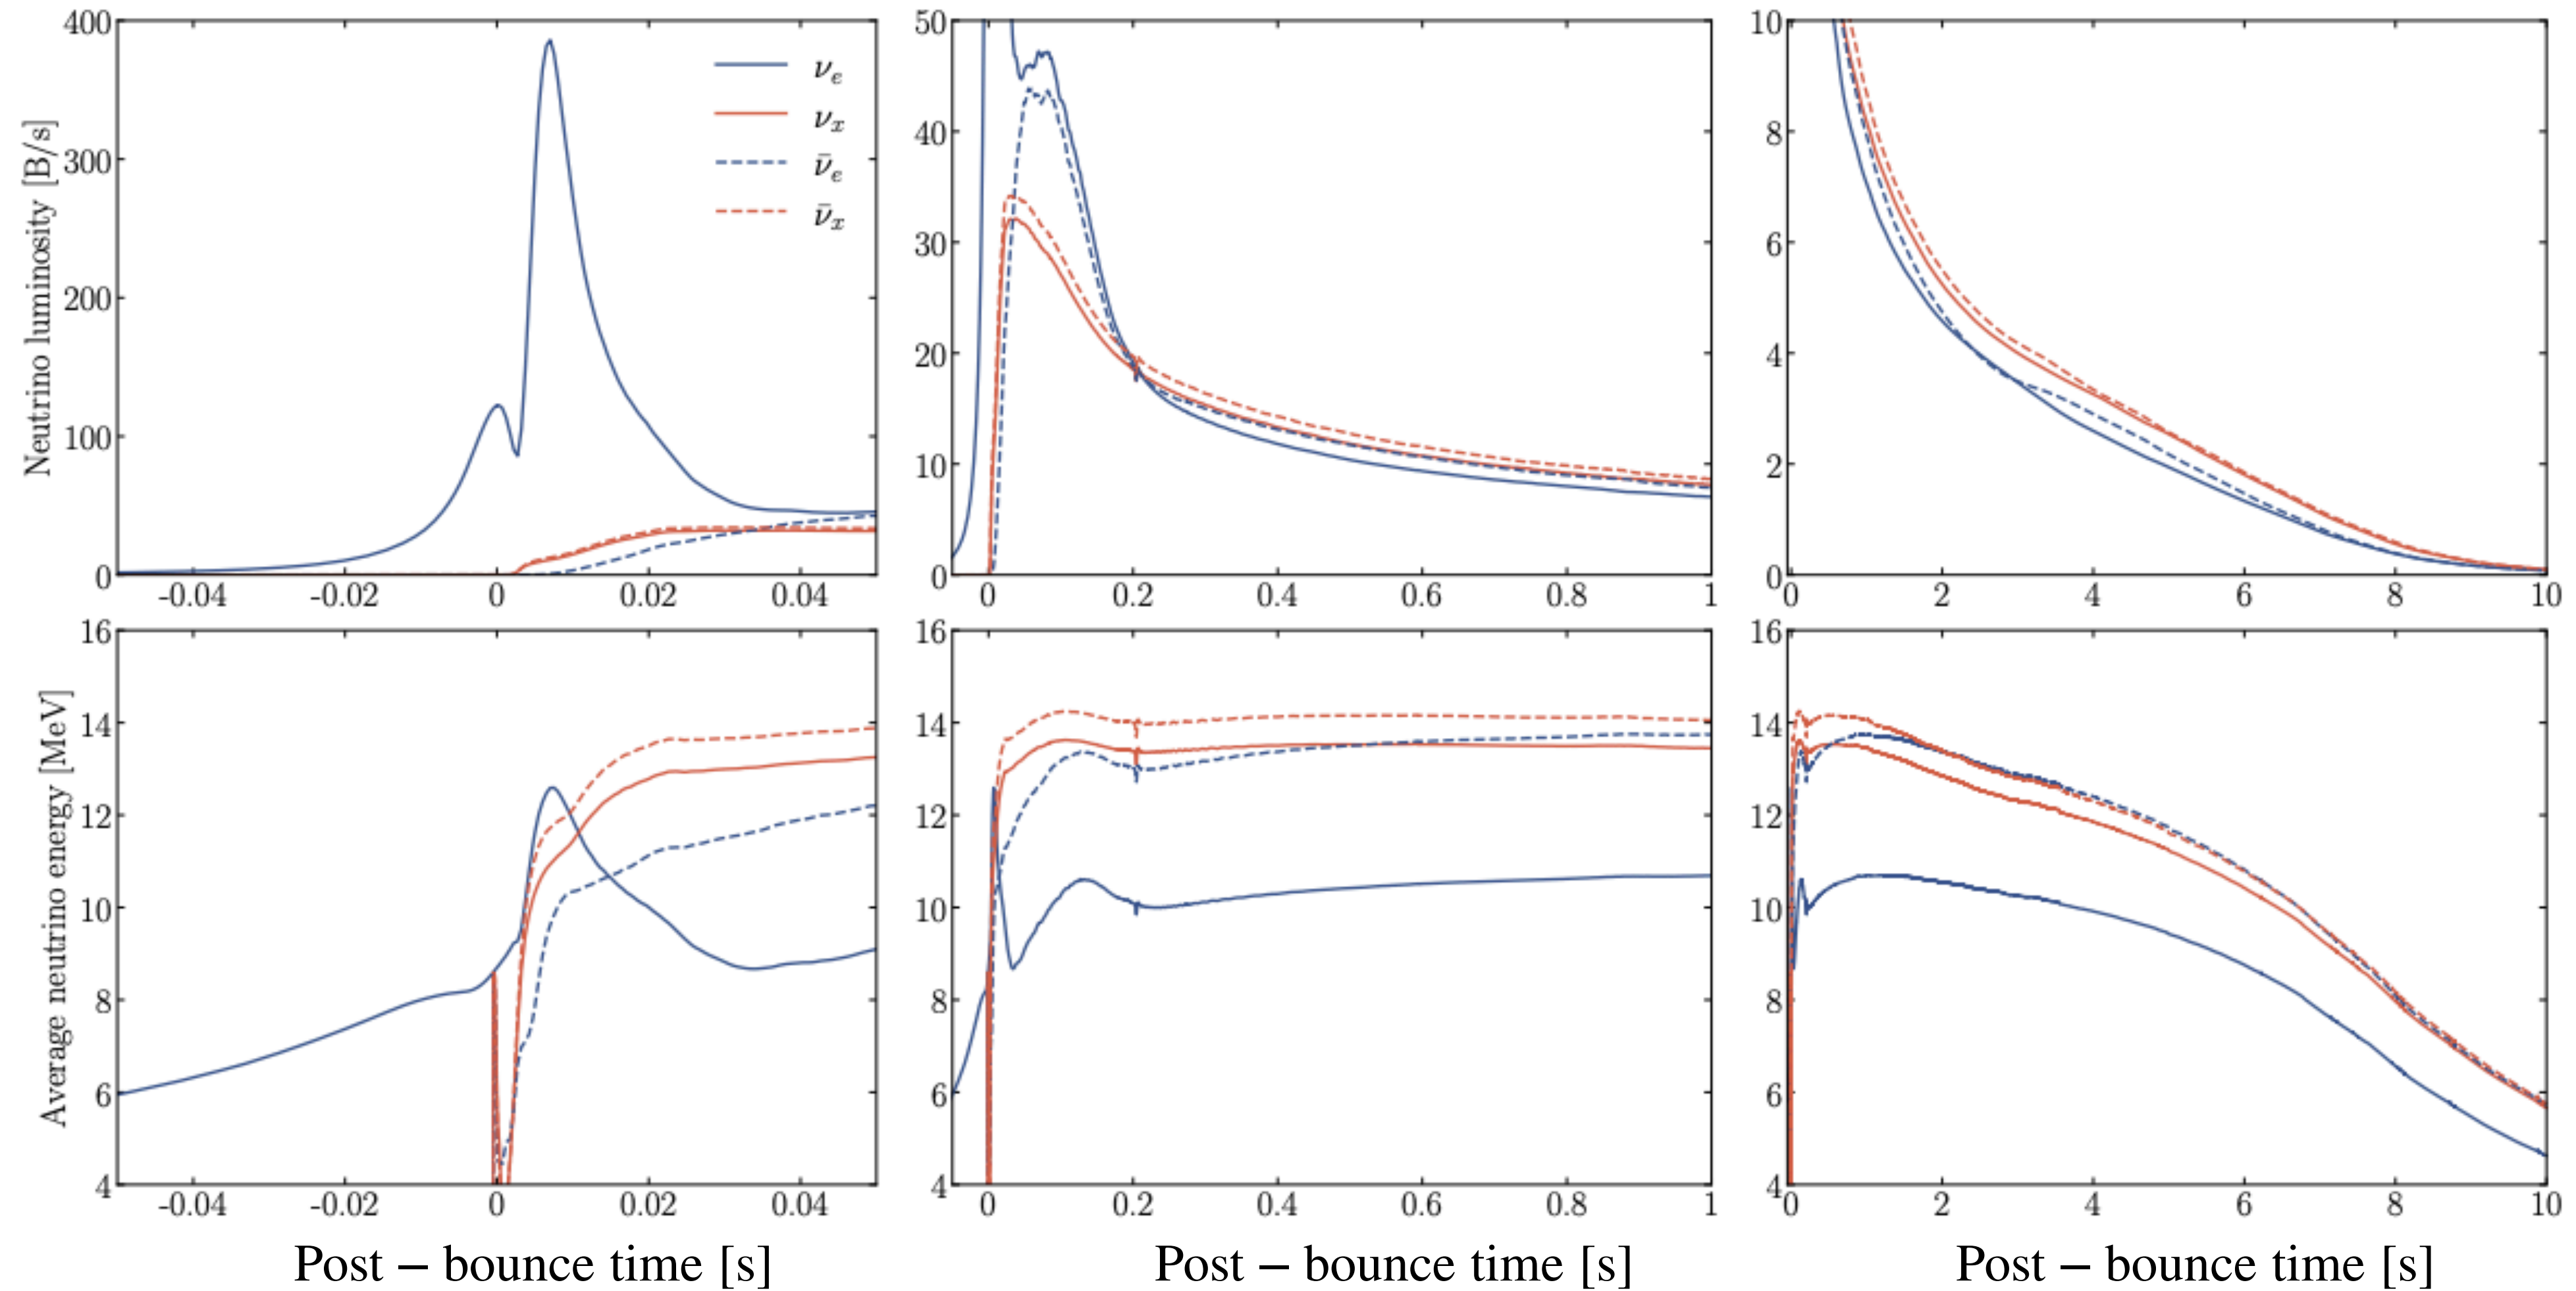 Neutrino luminosity [B/s]
400
300
200
100
0
-0.04 -0.02 0 0.02 0.04
ν_e
ν_x
ν̄_e
ν̄_x
50
40
30
20
10
0
0 0.2 0.4 0.6 0.8 1
10
8
6
4
2
0
0 2 4 6 8 10
Average neutrino energy [MeV]
16
14
12
10
8
6
4
-0.04 -0.02 0 0.02 0.04
Post – bounce time [s]
16
14
12
10
8
6
4
0 0.2 0.4 0.6 0.8 1
Post – bounce time [s]
16
14
12
10
8
6
4
0 2 4 6 8 10
Post – bounce time [s]